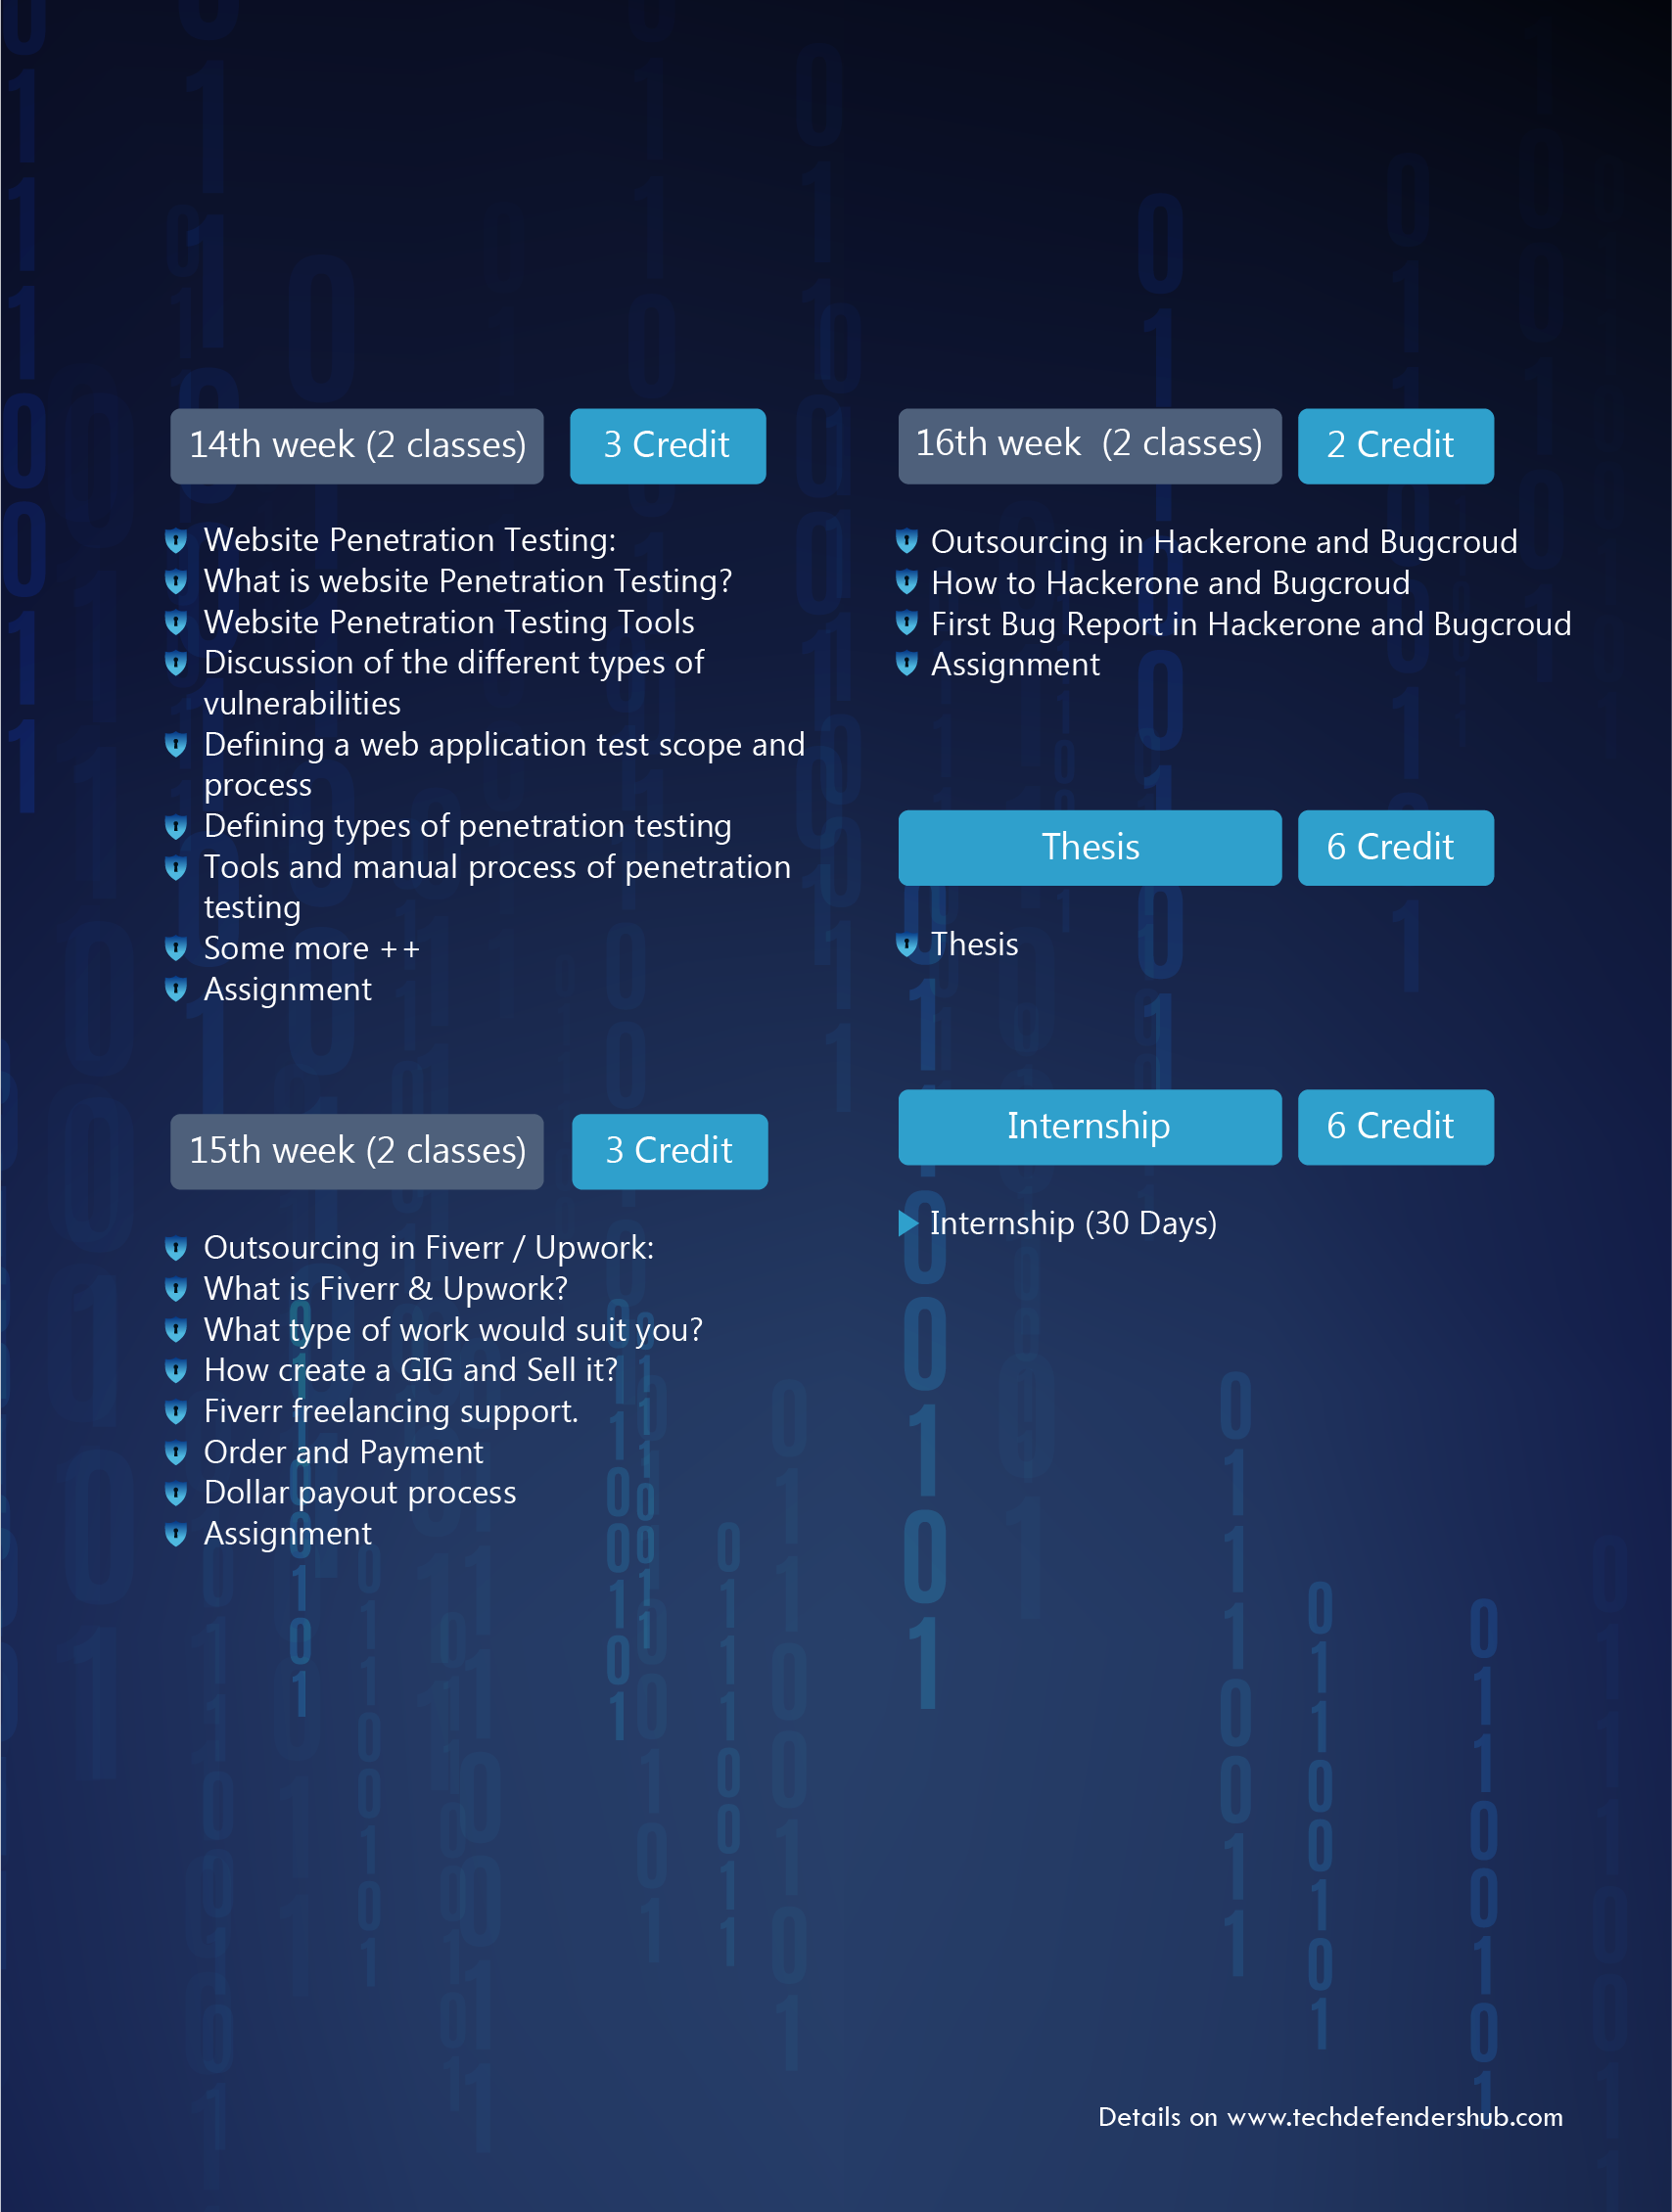 14th week (2 classes)
3 Credit
Website Penetration Testing:
What is website Penetration Testing?
Website Penetration Testing Tools
Discussion of the different types of
vulnerabilities
Defining a web application test scope and
process
Defining types of penetration testing
Tools and manual process of penetration
testing
Some more ++
Assignment
15th week (2 classes)
3 Credit
Outsourcing in Fiverr / Upwork:
What is Fiverr & Upwork?
What type of work would suit you?
How create a GIG and Sell it?
Fiverr freelancing support.
Order and Payment
Dollar payout process
Assignment
16th week (2 classes)
2 Credit
Outsourcing in Hackerone and Bugcroud
How to Hackerone and Bugcroud
First Bug Report in Hackerone and Bugcroud
Assignment
Thesis
6 Credit
Thesis
Internship
6 Credit
Internship (30 Days)
Details on www.techdefendershub.com